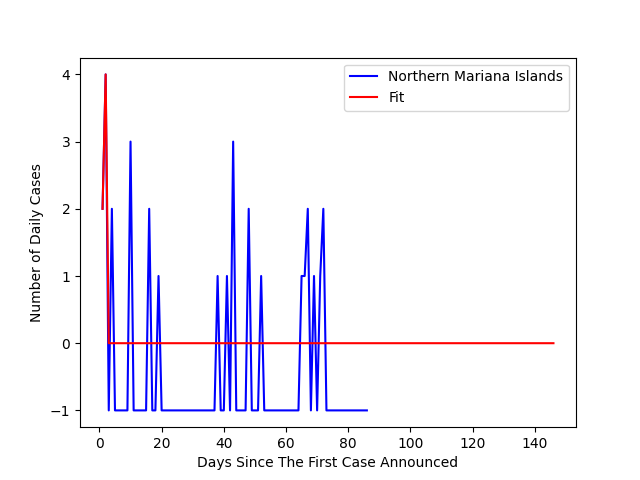 Northern Mariana Islands
Fit
4
3
2
1
0
−1
Number of Daily Cases
0 20 40 60 80 100 120 140
Days Since The First Case Announced